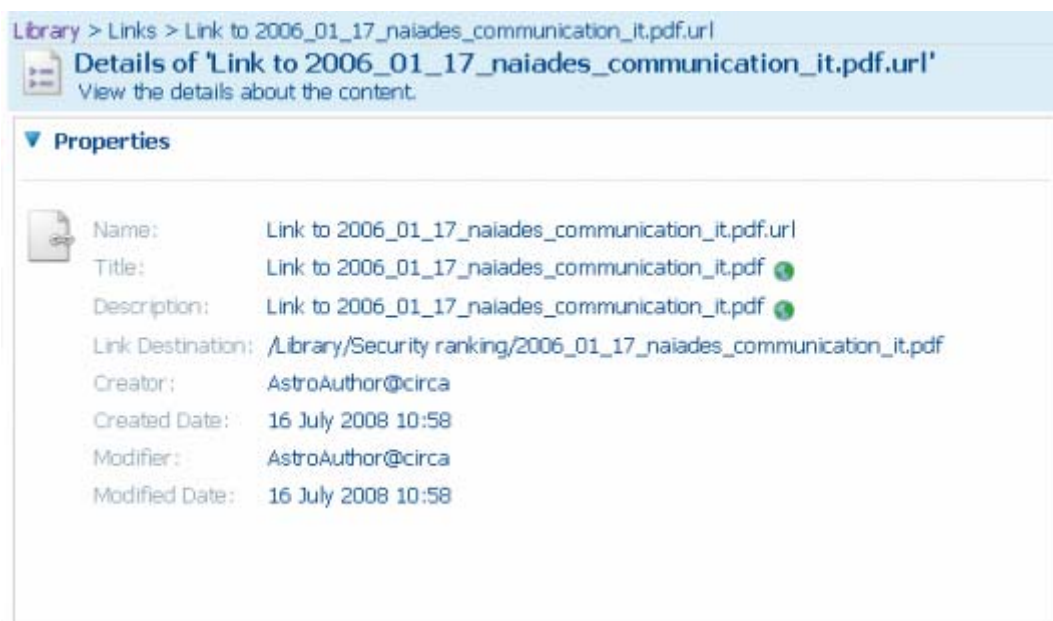 Library > Links > Link to 2006_01_17_naiades_communication_it.pdf.url
Details of 'Link to 2006_01_17_naiades_communication_it.pdf.url'
View the details about the content.
Properties
Name: Link to 2006_01_17_naiades_communication_it.pdf.url
Title: Link to 2006_01_17_naiades_communication_it.pdf
Description: Link to 2006_01_17_naiades_communication_it.pdf
Link Destination: /Library/Security ranking/2006_01_17_naiades_communication_it.pdf
Creator: AstroAuthor@circa
Created Date: 16 July 2008 10:58
Modifier: AstroAuthor@circa
Modified Date: 16 July 2008 10:58